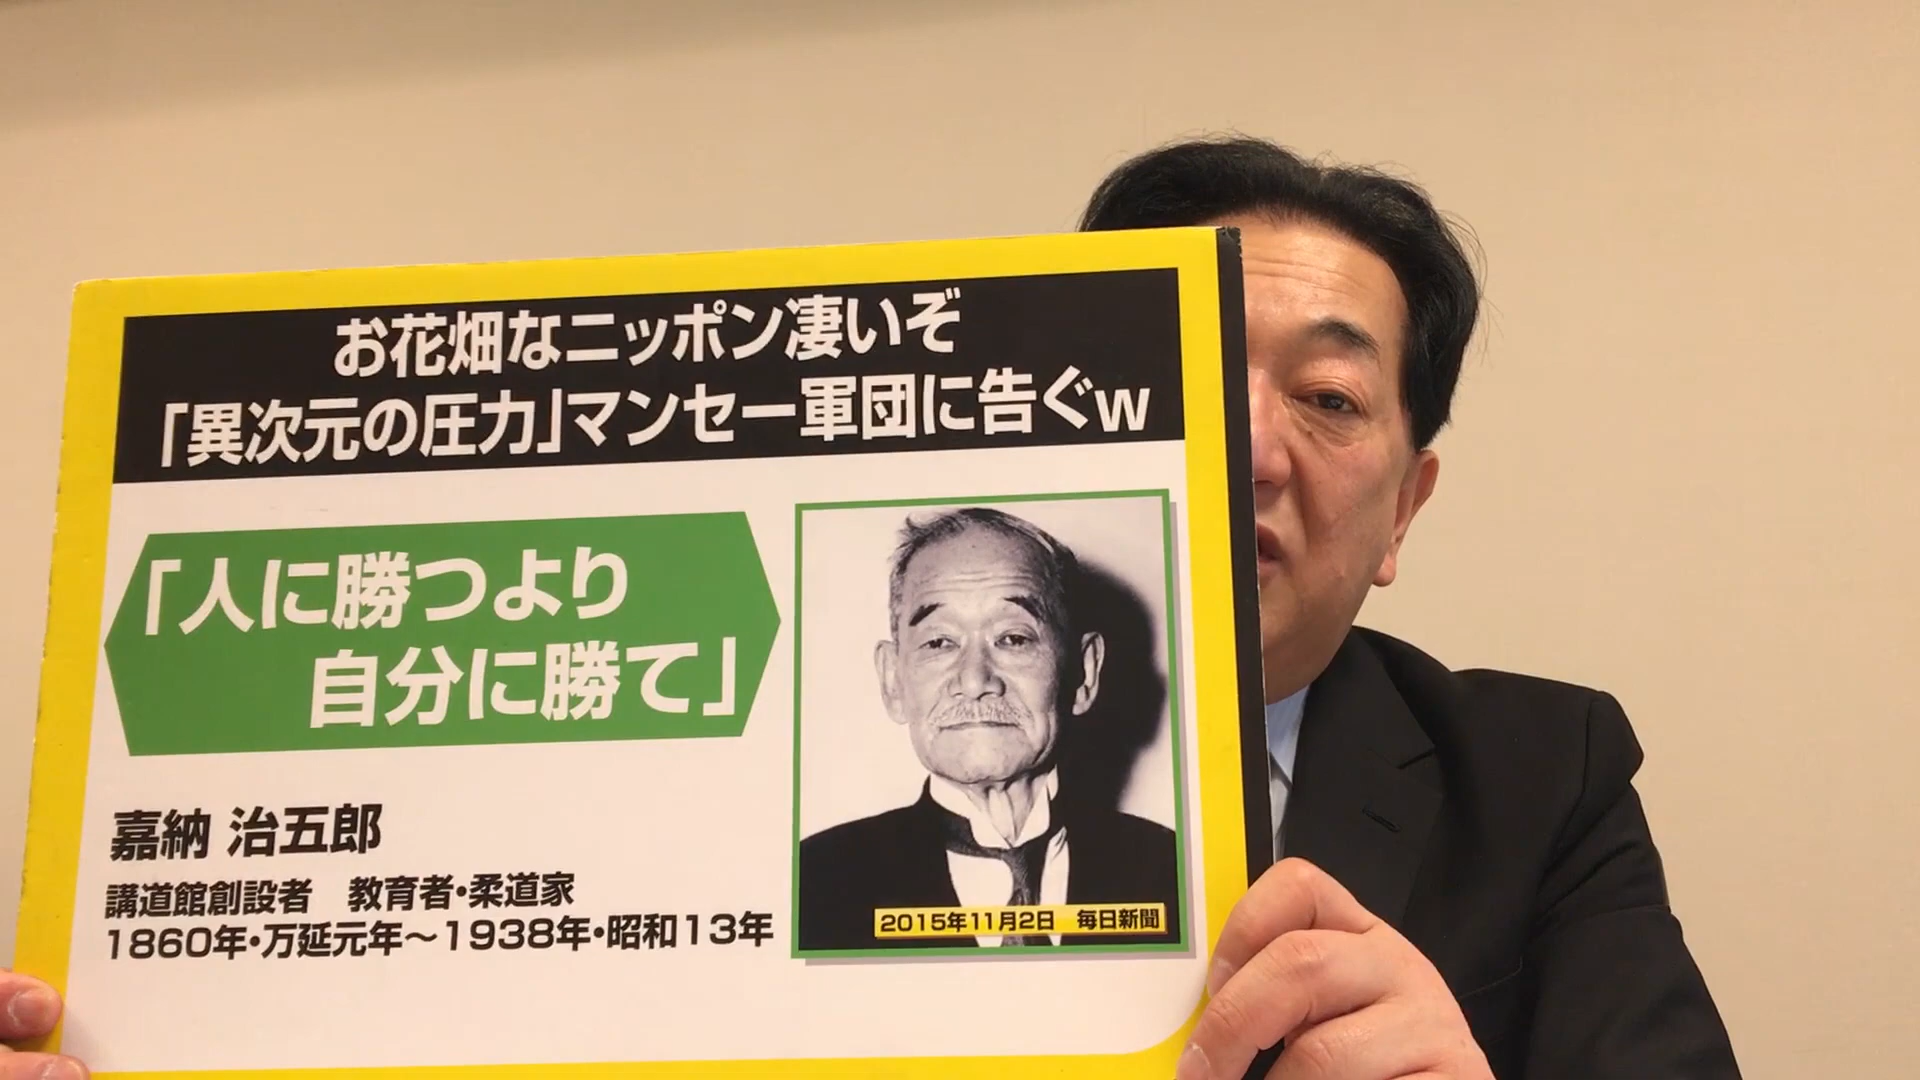 お花畑なニッポン凄いぞ
「異次元の圧力」マンセー軍団に告ぐw
「人に勝つより
自分に勝て」
嘉納 治五郎
講道館創設者　教育者・柔道家
1860年・万延元年～1938年・昭和13年
2015年11月2日　毎日新聞